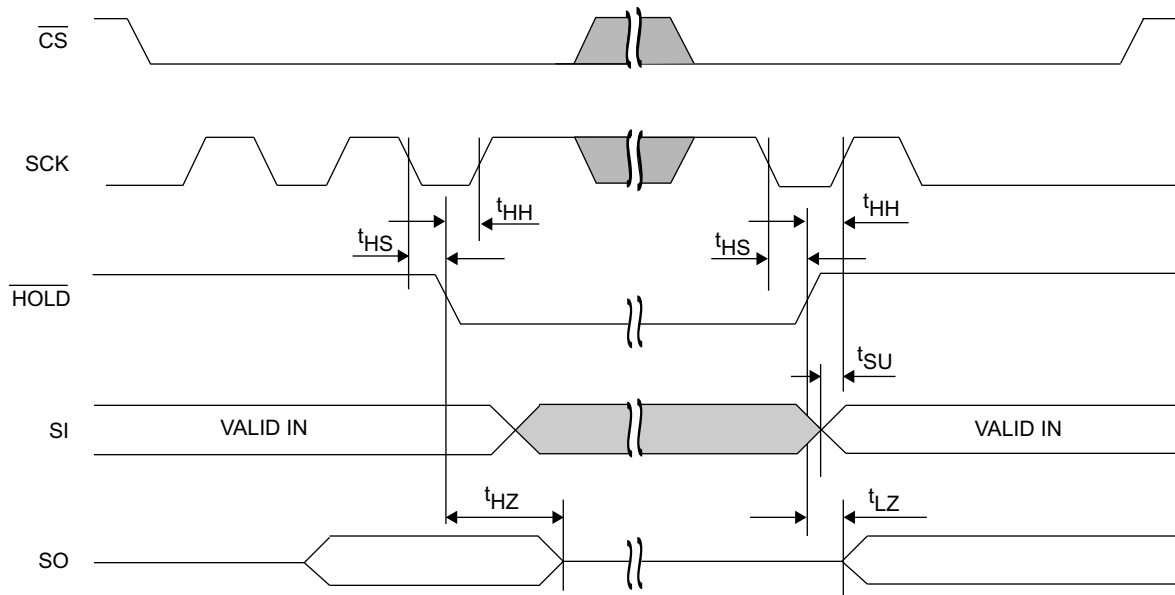 CS
SCK
tHH tHH
tHS tHS
HOLD
tSU
SI VALID IN VALID IN
tHZ tLZ
SO